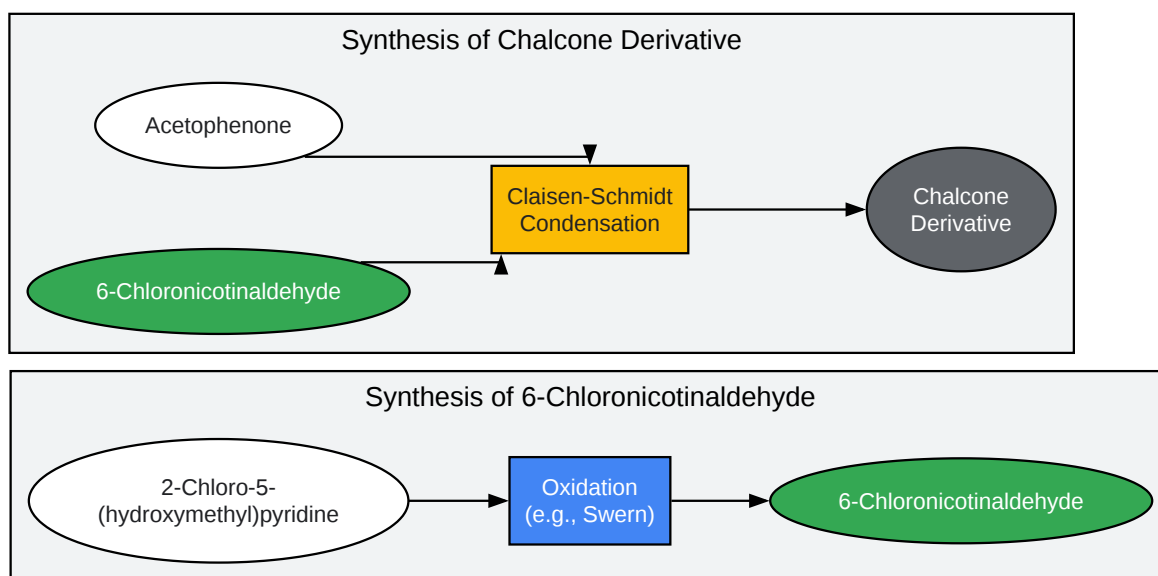 Synthesis of Chalcone Derivative
Acetophenone
Claisen-Schmidt
Condensation
Chalcone
Derivative
6-Chloronicotinaldehyde
Synthesis of 6-Chloronicotinaldehyde
2-Chloro-5-
(hydroxymethyl)pyridine
Oxidation
(e.g., Swern)
6-Chloronicotinaldehyde